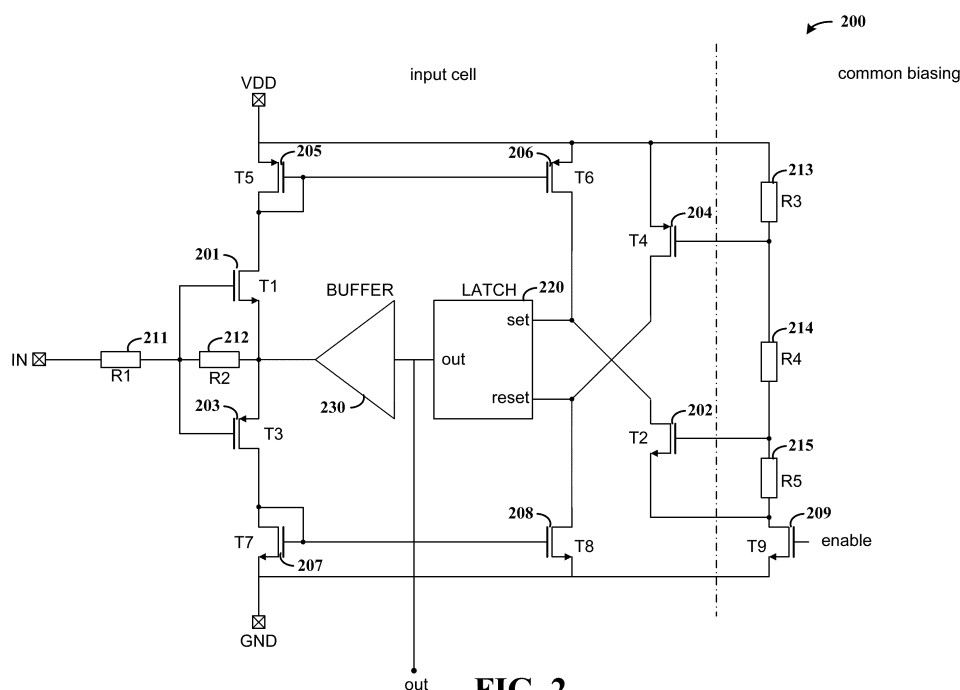 200
input cell
common biasing
VDD
205
206
213
T5
T6
R3
204
T4
201
T1
BUFFER
LATCH
220
set
211
212
214
IN
out
R1
R2
R4
reset
203
230
202
T3
T2
215
R5
208
209
T7
207
T8
T9
enable
GND
out
FIG. 2